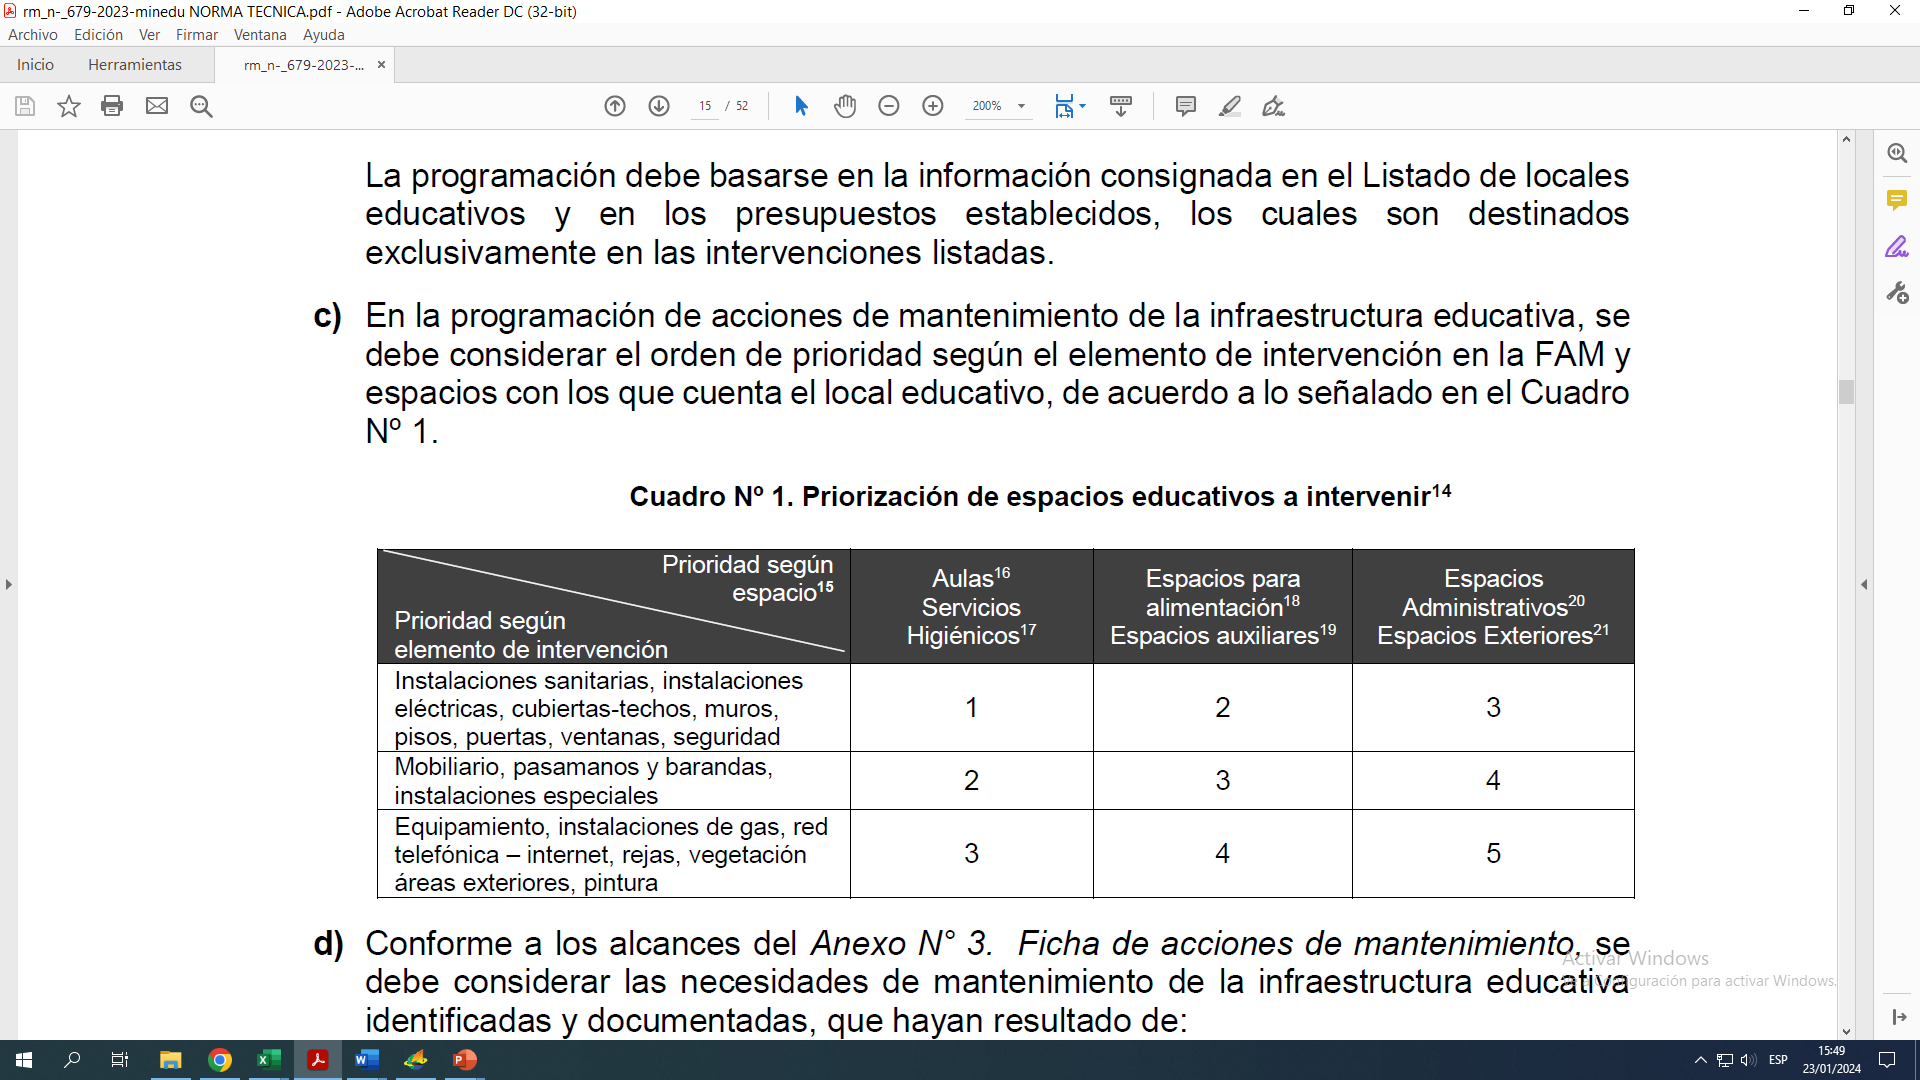 rm_n-_679-2023-minedu NORMA TECNICA.pdf - Adobe Acrobat Reader DC (32-bit)
Archivo Edición Ver Firmar Ventana Ayuda
Inicio Herramientas rm_n-_679-2023-... ×
15 / 52 200%
La programación debe basarse en la información consignada en el Listado de locales
educativos y en los presupuestos establecidos, los cuales son destinados
exclusivamente en las intervenciones listadas.
c) En la programación de acciones de mantenimiento de la infraestructura educativa, se
debe considerar el orden de prioridad según el elemento de intervención en la FAM y
espacios con los que cuenta el local educativo, de acuerdo a lo señalado en el Cuadro
Nº 1.
Cuadro Nº 1. Priorización de espacios educativos a intervenir14
Prioridad según
espacio15
Prioridad según
elemento de intervención
Aulas16
Servicios
Higiénicos17
Espacios para
alimentación18
Espacios auxiliares19
Espacios
Administrativos20
Espacios Exteriores21
Instalaciones sanitarias, instalaciones
eléctricas, cubiertas-techos, muros,
pisos, puertas, ventanas, seguridad
1 2 3
Mobiliario, pasamanos y barandas,
instalaciones especiales
2 3 4
Equipamiento, instalaciones de gas, red
telefónica – internet, rejas, vegetación
áreas exteriores, pintura
3 4 5
d) Conforme a los alcances del Anexo N° 3. Ficha de acciones de mantenimiento, se
debe considerar las necesidades de mantenimiento de la infraestructura educativa
identificadas y documentadas, que hayan resultado de:
Activar Windows
Configuración para activar Windows.
ESP
15:49
23/01/2024